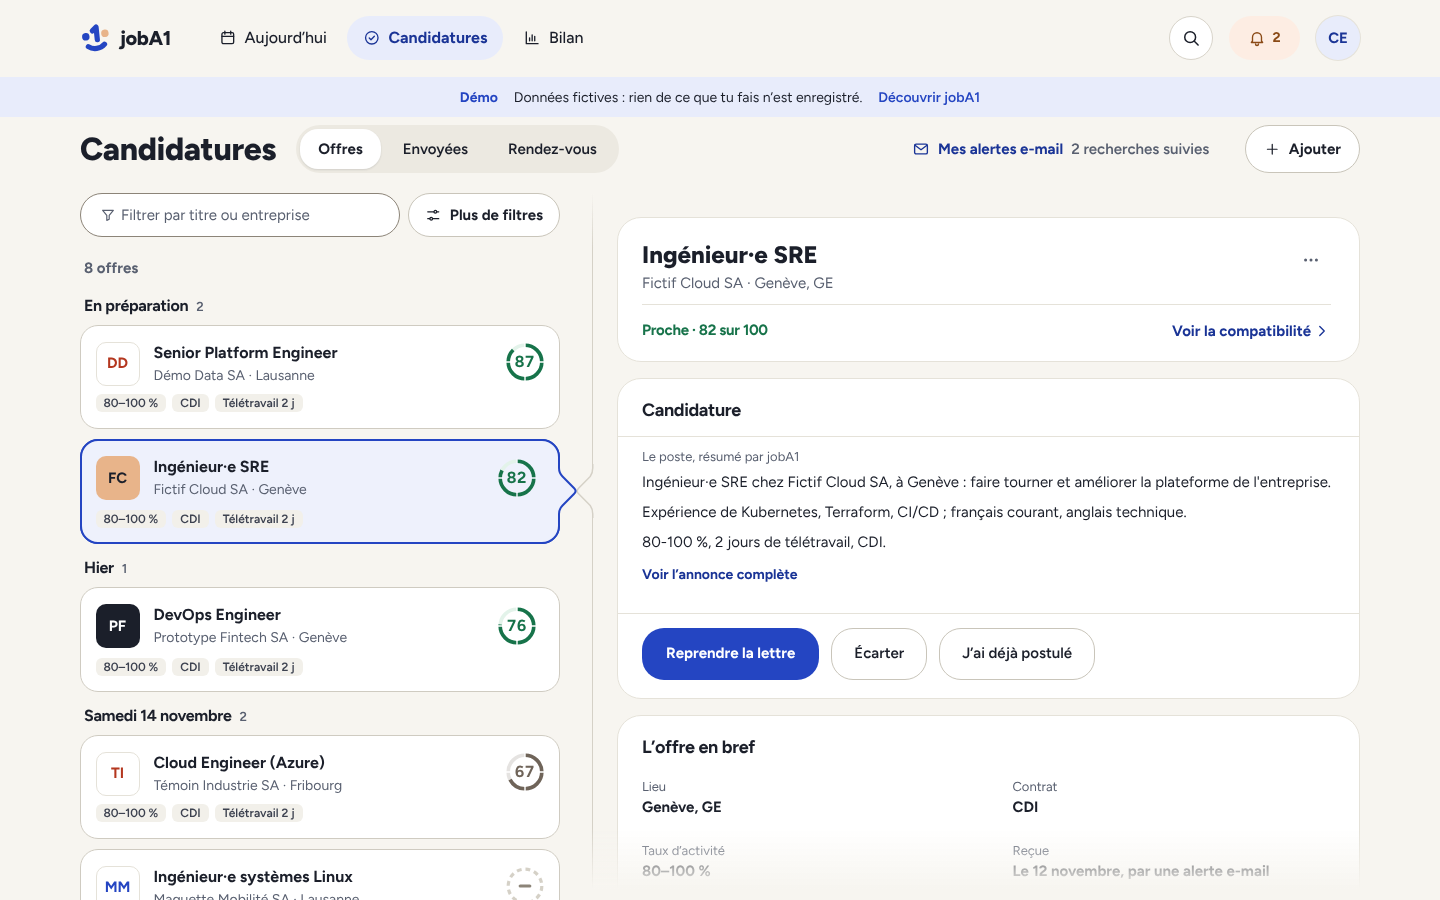 jobA1
Aujourd’hui
Candidatures
Bilan
2
CE
Démo Données fictives : rien de ce que tu fais n’est enregistré. Découvrir jobA1
Candidatures
Offres
Envoyées
Rendez-vous
Mes alertes e-mail 2 recherches suivies
Ajouter
Filtrer par titre ou entreprise
Plus de filtres
8 offres
En préparation 2
DD
Senior Platform Engineer
Démo Data SA · Lausanne
87
80–100 % CDI Télétravail 2 j
FC
Ingénieur·e SRE
Fictif Cloud SA · Genève
82
80–100 % CDI Télétravail 2 j
Hier 1
PF
DevOps Engineer
Prototype Fintech SA · Genève
76
80–100 % CDI Télétravail 2 j
Samedi 14 novembre 2
TI
Cloud Engineer (Azure)
Témoin Industrie SA · Fribourg
67
80–100 % CDI Télétravail 2 j
MM
Ingénieur·e systèmes Linux
Maquette Mobilité SA · Lausanne
Ingénieur·e SRE
Fictif Cloud SA · Genève, GE
Proche · 82 sur 100
Voir la compatibilité
Candidature
Le poste, résumé par jobA1
Ingénieur·e SRE chez Fictif Cloud SA, à Genève : faire tourner et améliorer la plateforme de l'entreprise.
Expérience de Kubernetes, Terraform, CI/CD ; français courant, anglais technique.
80-100 %, 2 jours de télétravail, CDI.
Voir l’annonce complète
Reprendre la lettre
Écarter
J’ai déjà postulé
L’offre en bref
Lieu
Genève, GE
Contrat
CDI
Taux d’activité
80–100 %
Reçue
Le 12 novembre, par une alerte e-mail